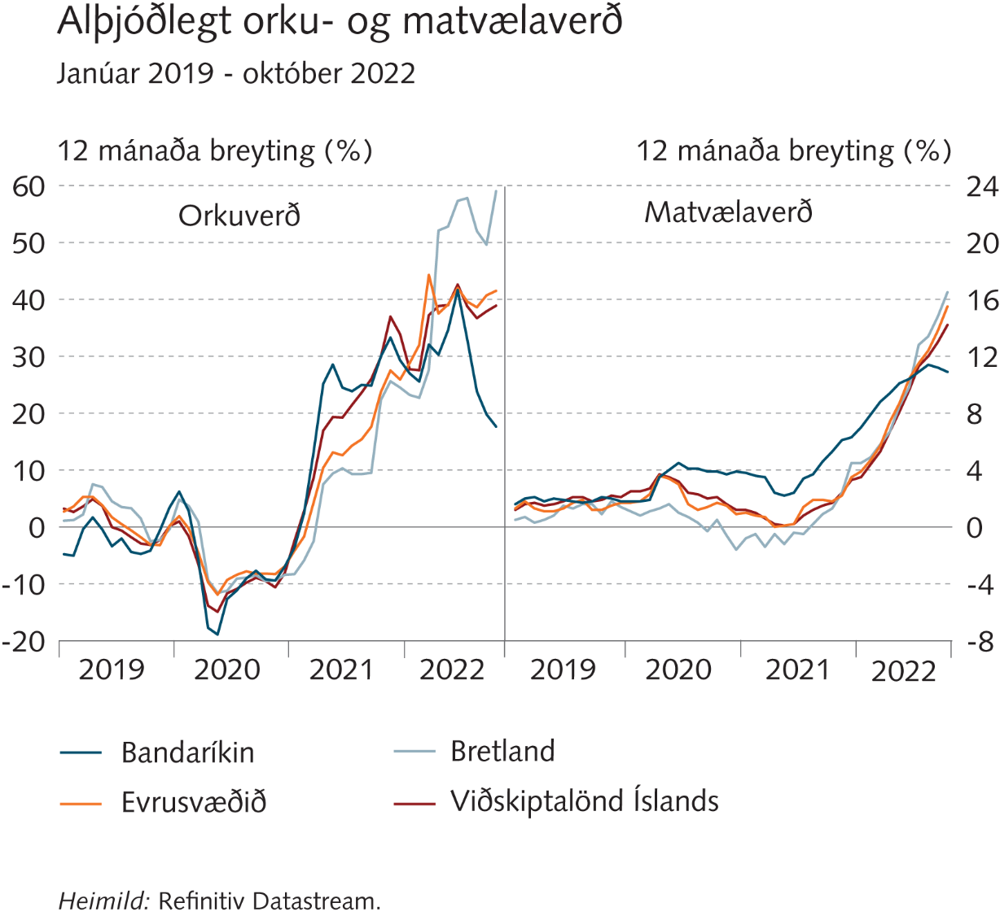 Alþjóðlegt orku- og matvælaverð
Janúar 2019 - október 2022
12 mánaða breyting (%)
12 mánaða breyting (%)
Orkuverð
Matvælaverð
60
50
40
30
20
10
0
-10
-20
24
20
16
12
8
4
0
-4
-8
2019 2020 2021 2022
2019 2020 2021 2022
Bandaríkin
Bretland
Evrusvæðið
Viðskiptalönd Íslands
Heimild: Refinitiv Datastream.